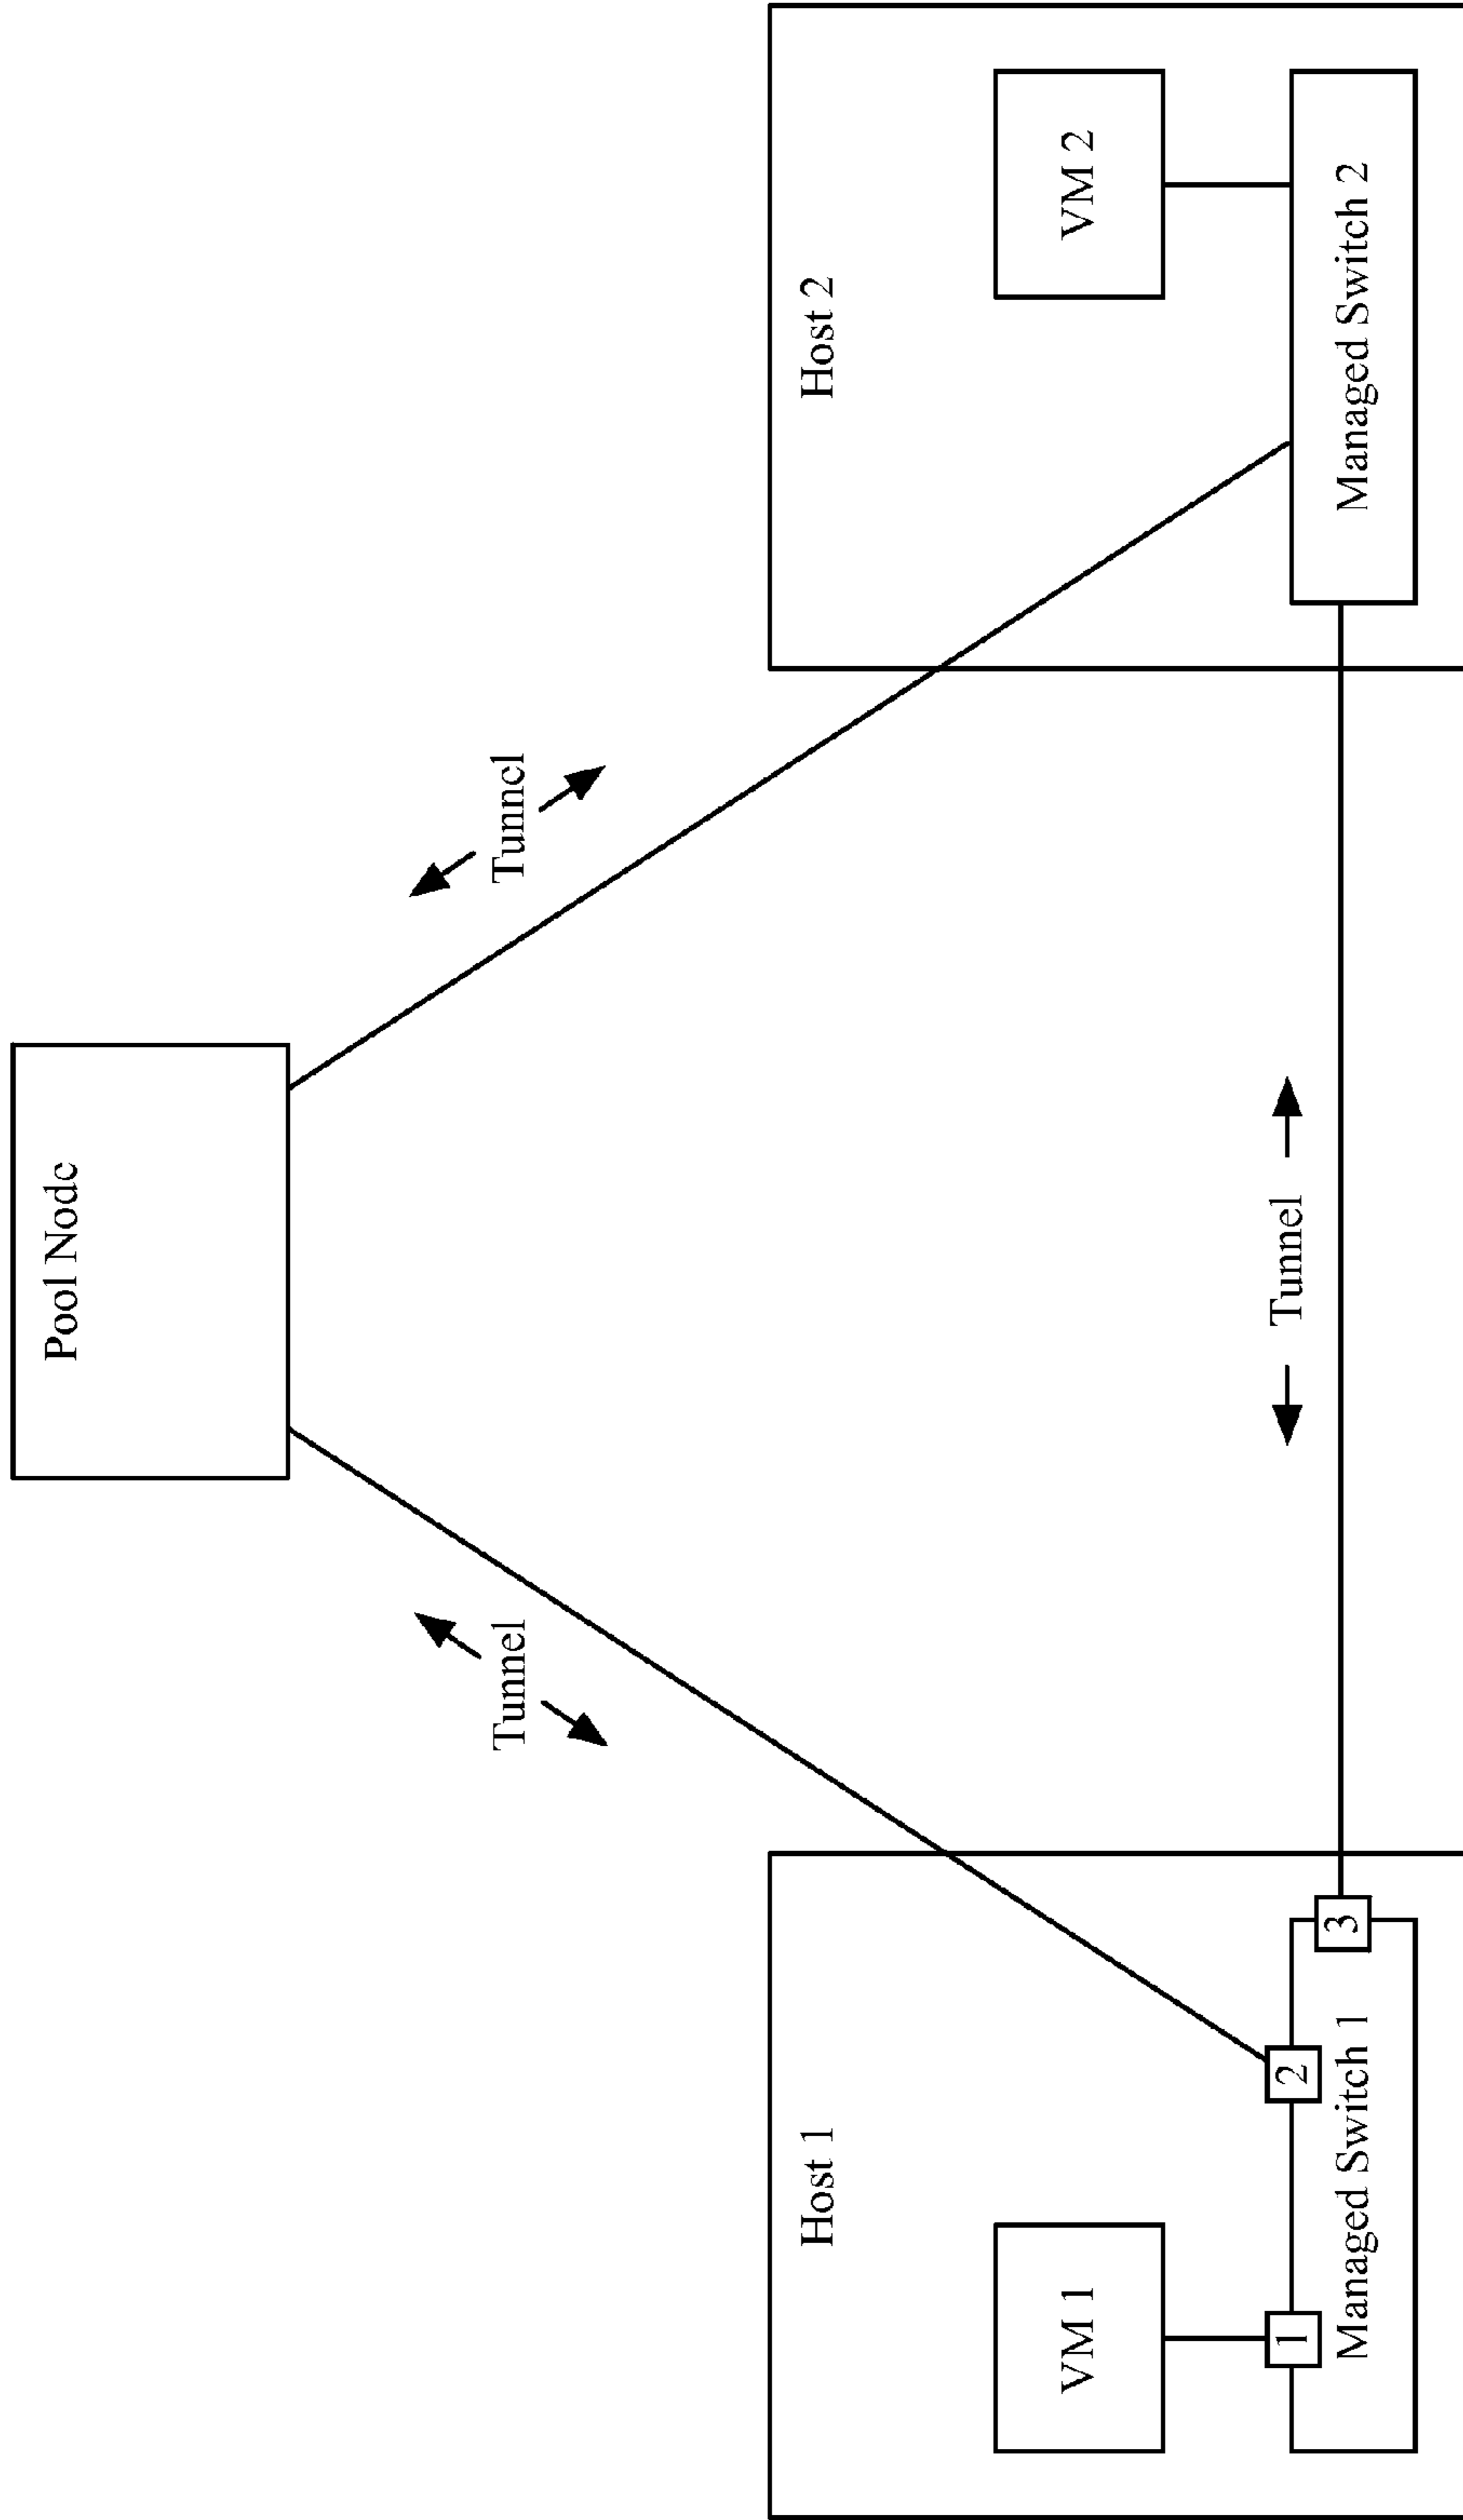 Pool Node
Tunnel
Tunnel
Host 1
Host 2
VM 1
VM 2
Tunnel
1
2
3
Managed Switch 1
Managed Switch 2